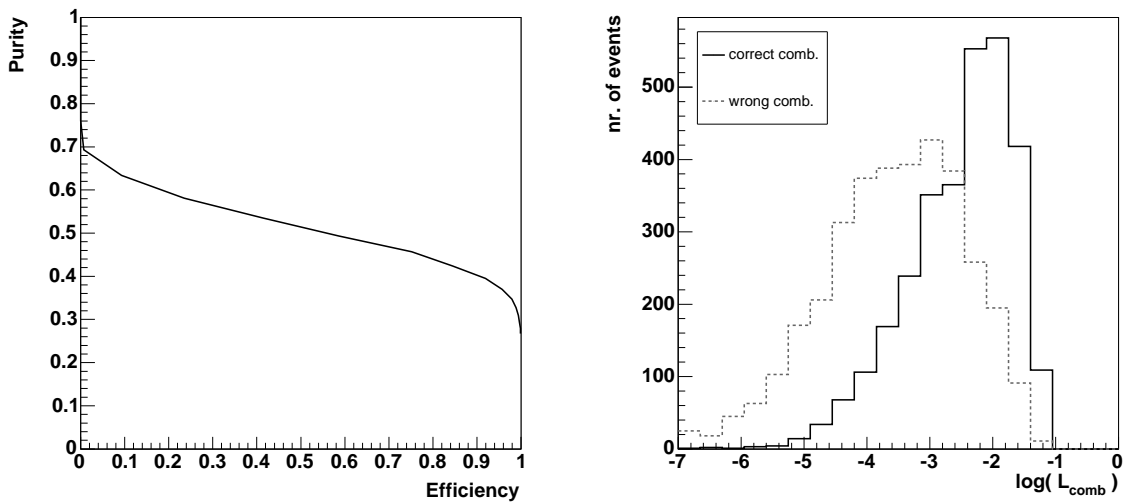 Purity
1
0.9
0.8
0.7
0.6
0.5
0.4
0.3
0.2
0.1
0
0 0.1 0.2 0.3 0.4 0.5 0.6 0.7 0.8 0.9 1
Efficiency
nr. of events
500
400
300
200
100
0
correct comb.
wrong comb.
-7 -6 -5 -4 -3 -2 -1 0
log( L_comb )